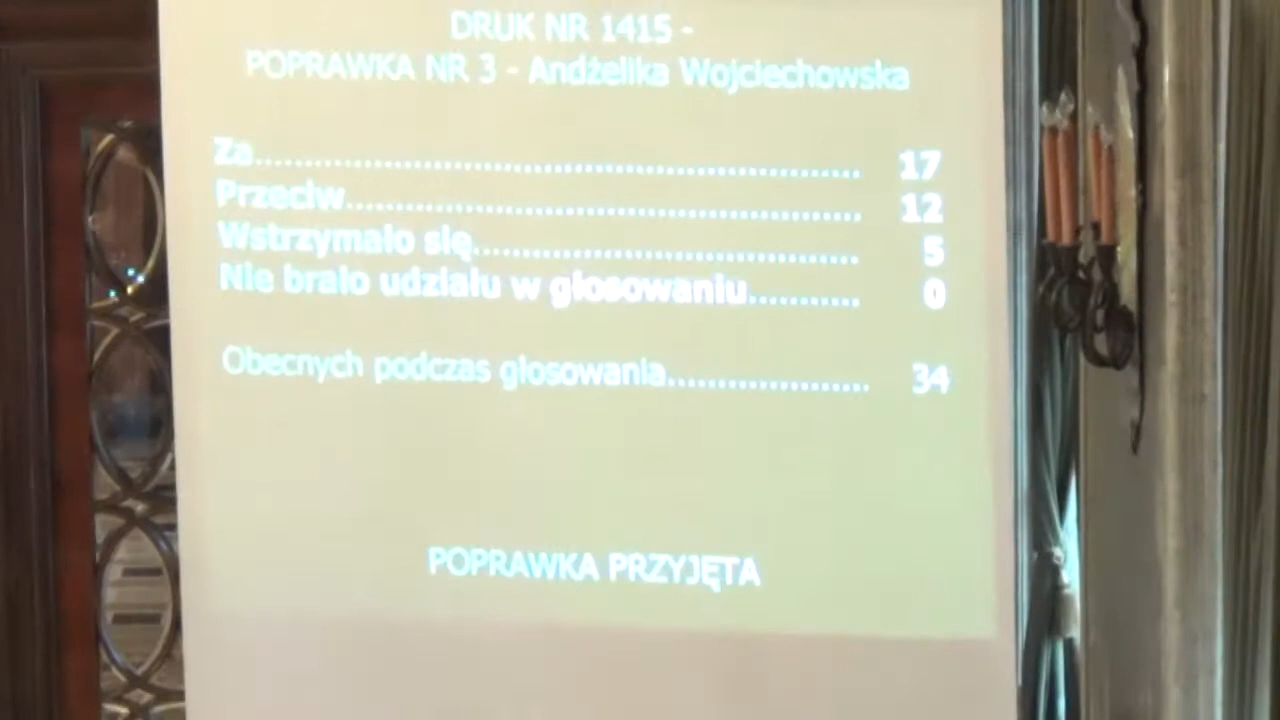 DRUK NR 1415 -
POPRAWKA NR 3 - Andżelika Wojciechowska
Za............................................................... 17
Przeciw...................................................... 12
Wstrzymało się........................................ 5
Nie brało udziału w głosowaniu........... 0
Obecnych podczas głosowania.................... 34
POPRAWKA PRZYJĘTA